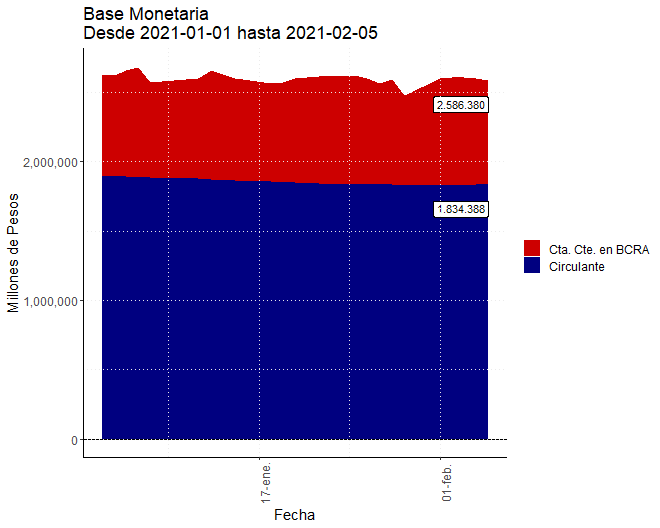 Base Monetaria
Desde 2021-01-01 hasta 2021-02-05
Millones de Pesos
2,000,000
1,000,000
0
2.586.380
1.834.388
Cta. Cte. en BCRA
Circulante
17-ene.
01-feb.
Fecha